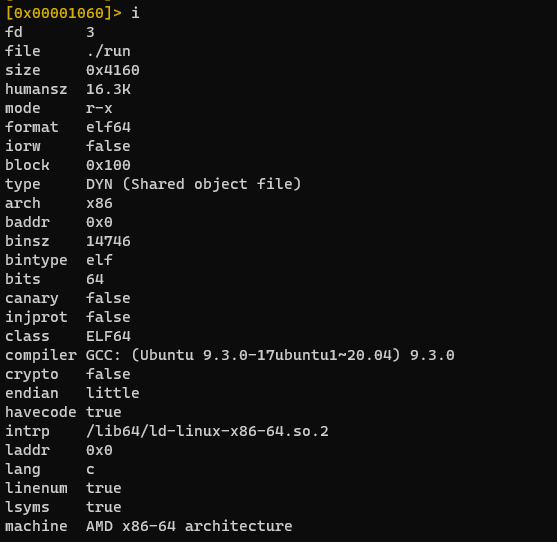 [0x00001060]> i
fd       3
file     ./run
size     0x4160
humansz  16.3K
mode     r-x
format   elf64
iorw     false
block    0x100
type     DYN (Shared object file)
arch     x86
baddr    0x0
binsz    14746
bintype  elf
bits     64
canary   false
injprot  false
class    ELF64
compiler GCC: (Ubuntu 9.3.0-17ubuntu1~20.04) 9.3.0
crypto   false
endian   little
havecode true
intrp    /lib64/ld-linux-x86-64.so.2
laddr    0x0
lang     c
linenum  true
lsyms    true
machine  AMD x86-64 architecture